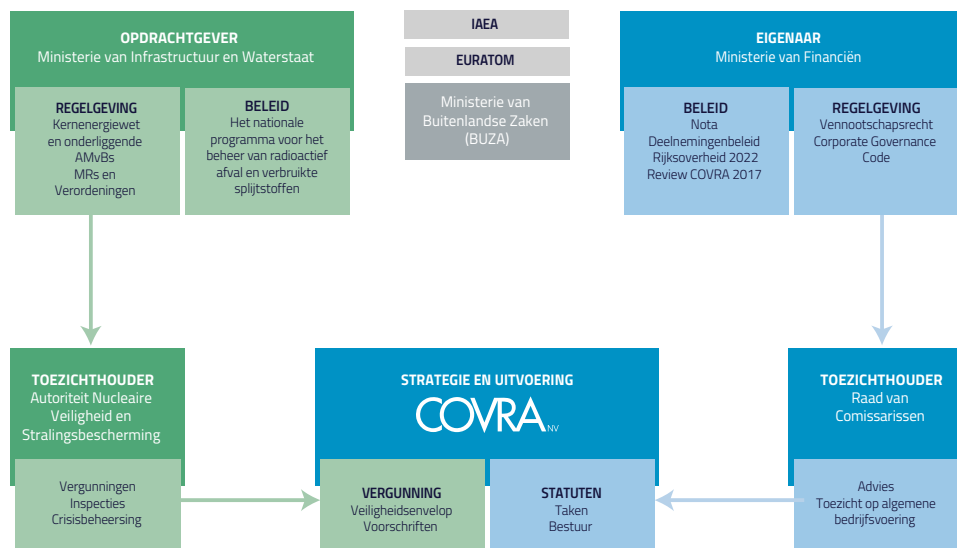 OPDRACHTGEVER
Ministerie van Infrastructuur en Waterstaat
REGELGEVING
Kernenergiewet
en onderliggende
AMvBs
MRs en
Verordeningen
BELEID
Het nationale
programma voor het
beheer van radioactief
afval en verbruikte
splijtstoffen
IAEA
EURATOM
Ministerie van
Buitenlandse Zaken
(BUZA)
EIGENAAR
Ministerie van Financiën
BELEID
Nota
Deelnemingenbeleid
Rijksoverheid 2022
Review COVRA 2017
REGELGEVING
Vennootschapsrecht
Corporate Governance
Code
TOEZICHTHOUDER
Autoriteit Nucleaire
Veiligheid en
Stralingsbescherming
Vergunningen
Inspecties
Crisisbeheersing
STRATEGIE EN UITVOERING
COVRA NV
VERGUNNING
Veiligheidsenvelop
Voorschriften
STATUTEN
Taken
Bestuur
TOEZICHTHOUDER
Raad van
Comissarissen
Advies
Toezicht op algemene
bedrijfsvoering